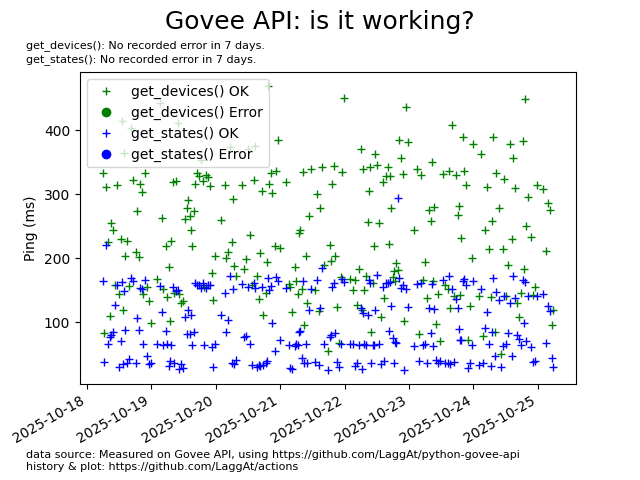 Govee API: is it working?
get_devices(): No recorded error in 7 days.
get_states(): No recorded error in 7 days.
get_devices() OK
get_devices() Error
get_states() OK
get_states() Error
Ping (ms)
400
300
200
100
2025-10-18
2025-10-19
2025-10-20
2025-10-21
2025-10-22
2025-10-23
2025-10-24
2025-10-25
data source: Measured on Govee API, using https://github.com/LaggAt/python-govee-api
history & plot: https://github.com/LaggAt/actions